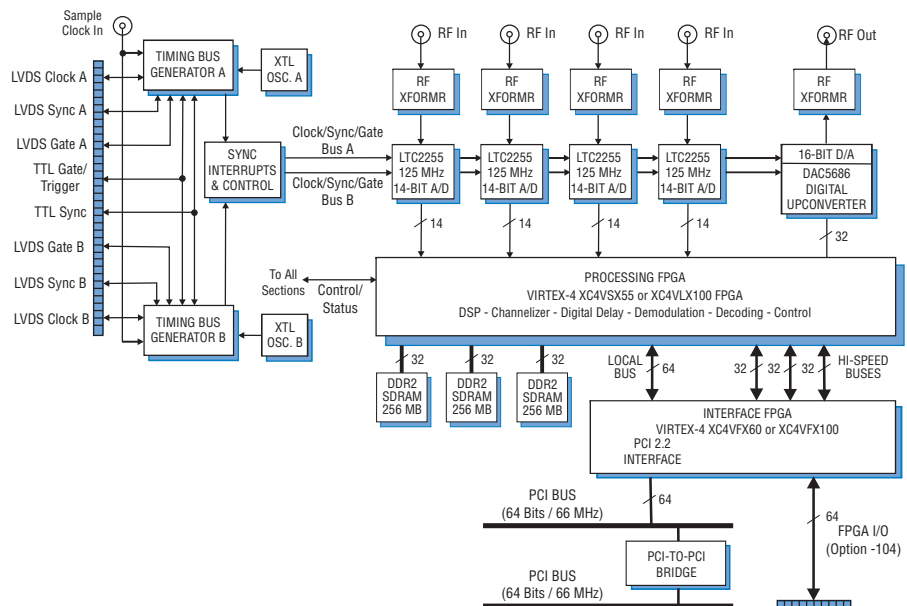 Sample
Clock In
LVDS Clock A
LVDS Sync A
LVDS Gate A
TTL Gate/
Trigger
TTL Sync
LVDS Gate B
LVDS Sync B
LVDS Clock B
TIMING BUS
GENERATOR A
XTL
OSC. A
SYNC
INTERRUPTS
& CONTROL
TIMING BUS
GENERATOR B
XTL
OSC. B
Clock/Sync/Gate
Bus A
Clock/Sync/Gate
Bus B
RF In
RF In
RF In
RF In
RF Out
RF
XFORMR
RF
XFORMR
RF
XFORMR
RF
XFORMR
RF
XFORMR
LTC2255
125 MHz
14-BIT A/D
LTC2255
125 MHz
14-BIT A/D
LTC2255
125 MHz
14-BIT A/D
LTC2255
125 MHz
14-BIT A/D
16-BIT D/A
DAC5686
DIGITAL
UPCONVERTER
14
14
14
14
32
To All
Sections
Control/
Status
PROCESSING FPGA
VIRTEX-4 XC4VSX55 or XC4VLX100 FPGA
DSP - Channelizer - Digital Delay - Demodulation - Decoding - Control
32
32
32
DDR2
SDRAM
256 MB
DDR2
SDRAM
256 MB
DDR2
SDRAM
256 MB
LOCAL
BUS
64
32
32
32
HI-SPEED
BUSES
INTERFACE FPGA
VIRTEX-4 XC4VFX60 or XC4VFX100
PCI 2.2
INTERFACE
64
PCI BUS
(64 Bits / 66 MHz)
64
FPGA I/O
(Option -104)
PCI-TO-PCI
BRIDGE
PCI BUS
(64 Bits / 66 MHz)